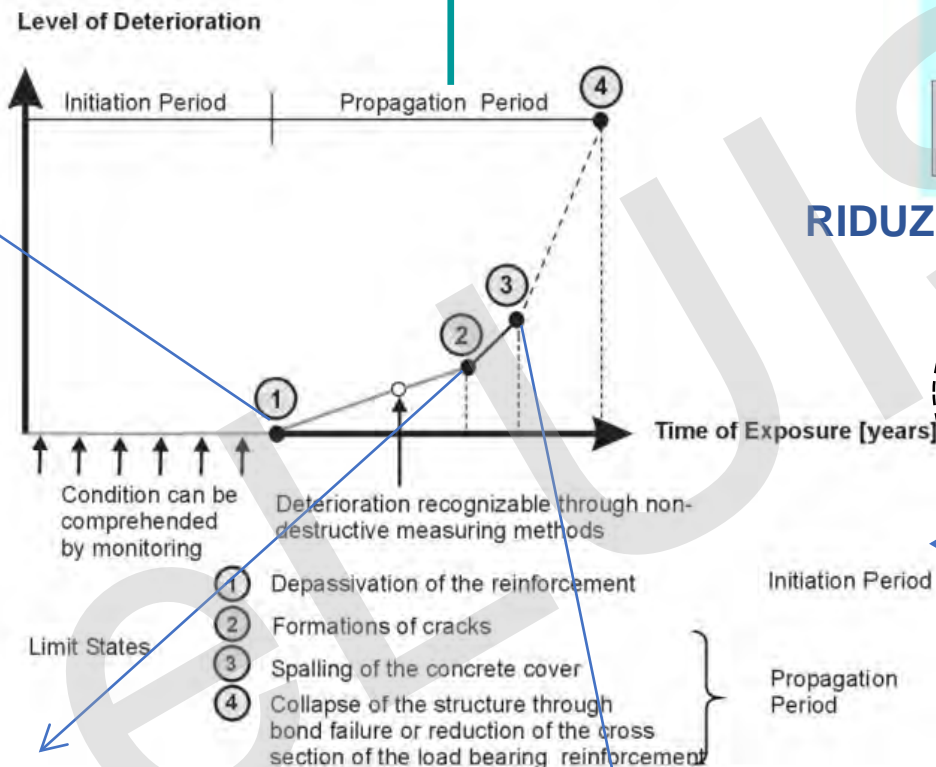 Level of Deterioration
4
Initiation Period
Propagation Period
RIDUZ
3
2
1
Time of Exposure [years]
Condition can be
comprehended
by monitoring
Deterioration recognizable through non-
destructive measuring methods
Limit States
1 Depassivation of the reinforcement
Initiation Period
2 Formations of cracks
3 Spalling of the concrete cover
4 Collapse of the structure through
bond failure or reduction of the cross
section of the load bearing reinforcement
Propagation
Period